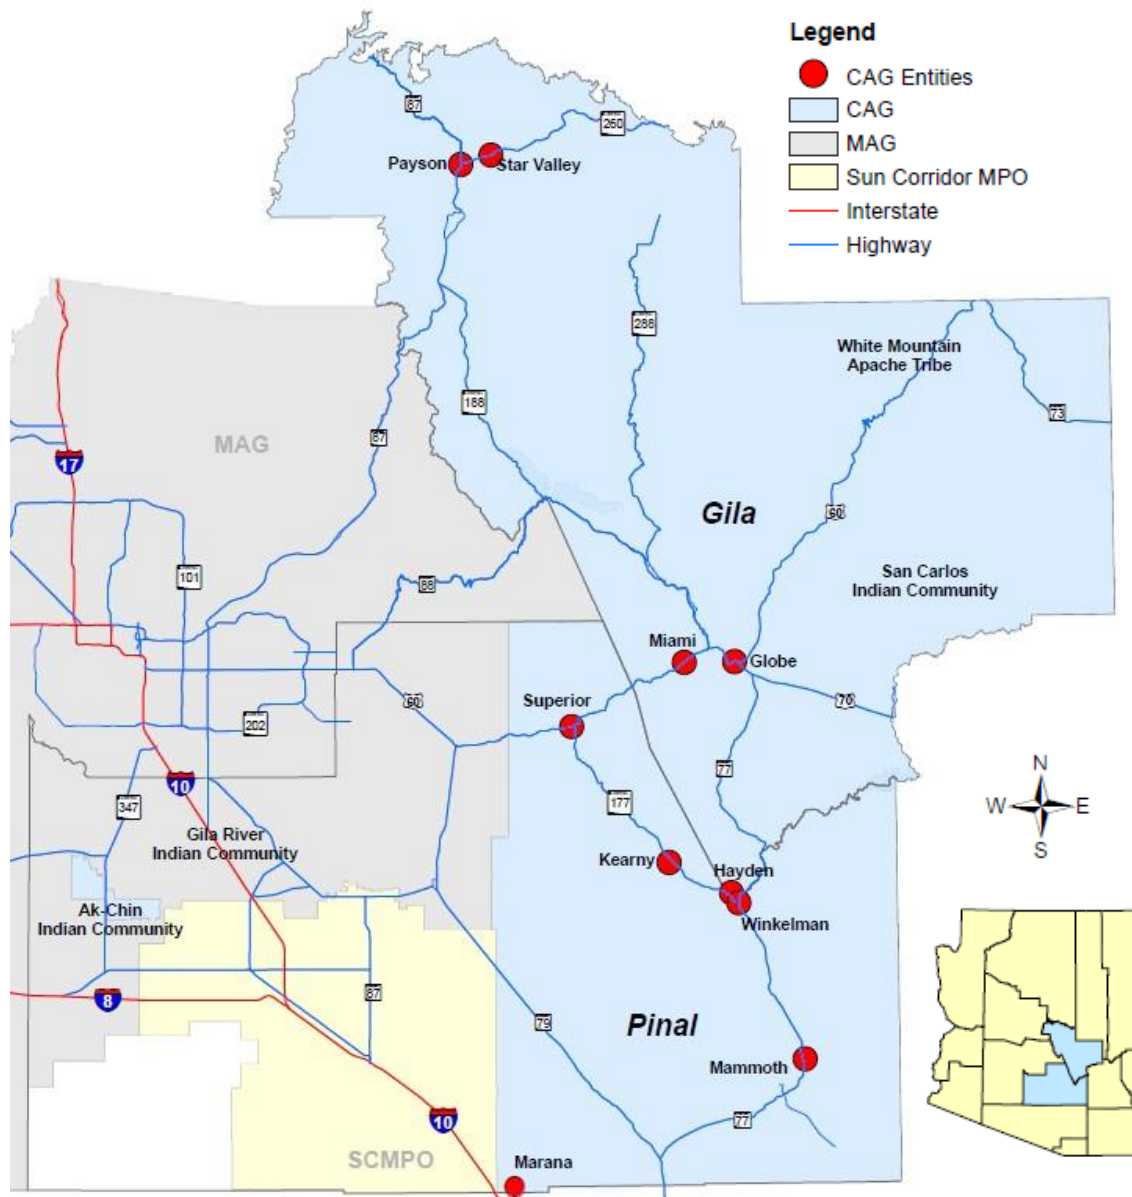 Legend
CAG Entities
CAG
MAG
Sun Corridor MPO
Interstate
Highway
87
260
Payson
Star Valley
288
White Mountain
Apache Tribe
188
73
87
MAG
17
Gila
60
San Carlos
Indian Community
101
88
Miami
Globe
Superior
60
70
202
77
N
W
E
S
10
347
177
Gila River
Indian Community
Kearny
Hayden
Ak-Chin
Indian Community
Winkelman
8
87
79
Pinal
Mammoth
10
77
SCMPO
Marana